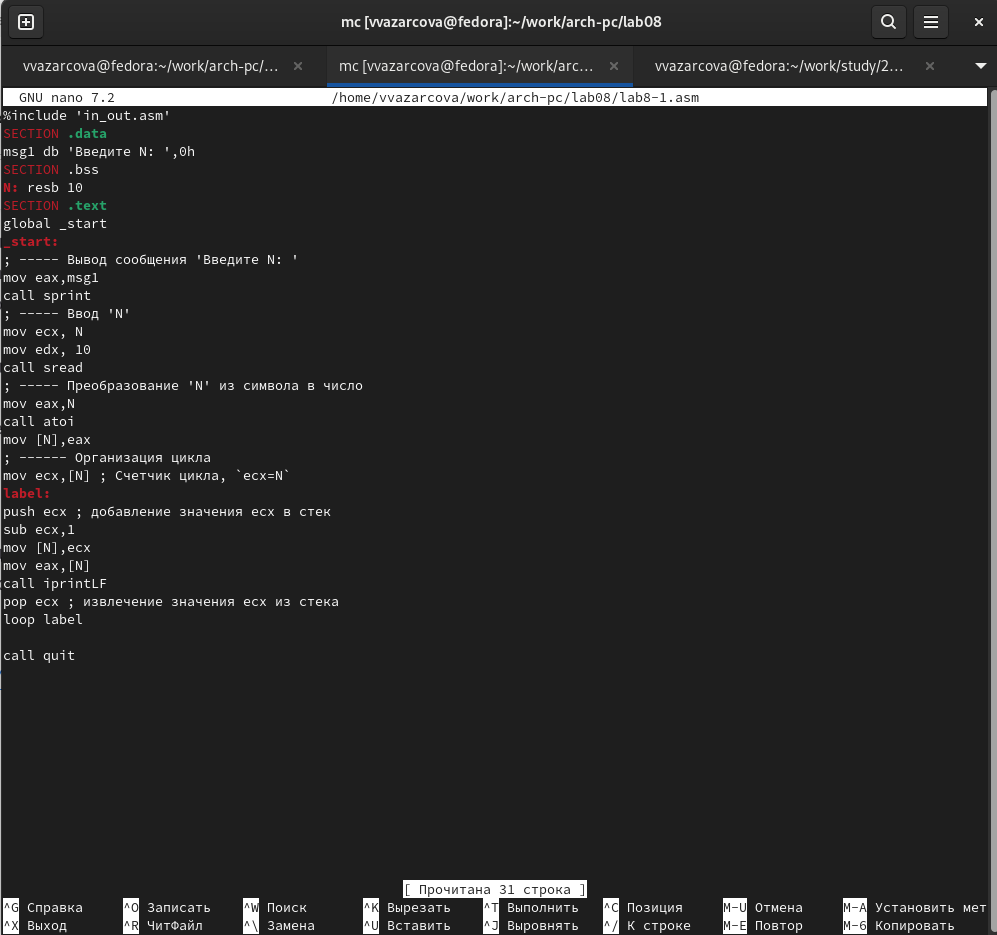 mc [vvazarcova@fedora]:~/work/arch-pc/lab08
vvazarcova@fedora:~/work/arch-pc/... mc [vvazarcova@fedora]:~/work/arc... vvazarcova@fedora:~/work/study/2...
GNU nano 7.2 /home/vvazarcova/work/arch-pc/lab08/lab8-1.asm
%include 'in_out.asm'
SECTION .data
msg1 db 'Введите N: ',0h
SECTION .bss
N: resb 10
SECTION .text
global _start
_start:
; ----- Вывод сообщения 'Введите N: '
mov eax,msg1
call sprint
; ----- Ввод 'N'
mov ecx, N
mov edx, 10
call sread
; ----- Преобразование 'N' из символа в число
mov eax,N
call atoi
mov [N],eax
; ------ Организация цикла
mov ecx,[N] ; Счетчик цикла, `ecx=N`
label:
push ecx ; добавление значения ecx в стек
sub ecx,1
mov [N],ecx
mov eax,[N]
call iprintLF
pop ecx ; извлечение значения ecx из стека
loop label
call quit
[ Прочитана 31 строка ]
^G Справка ^O Записать ^W Поиск ^K Вырезать ^T Выполнить ^C Позиция M-U Отмена M-A Установить мет
^X Выход ^R ЧитФайл ^\ Замена ^U Вставить ^J Выровнять ^/ К строке M-E Повтор M-6 Копировать